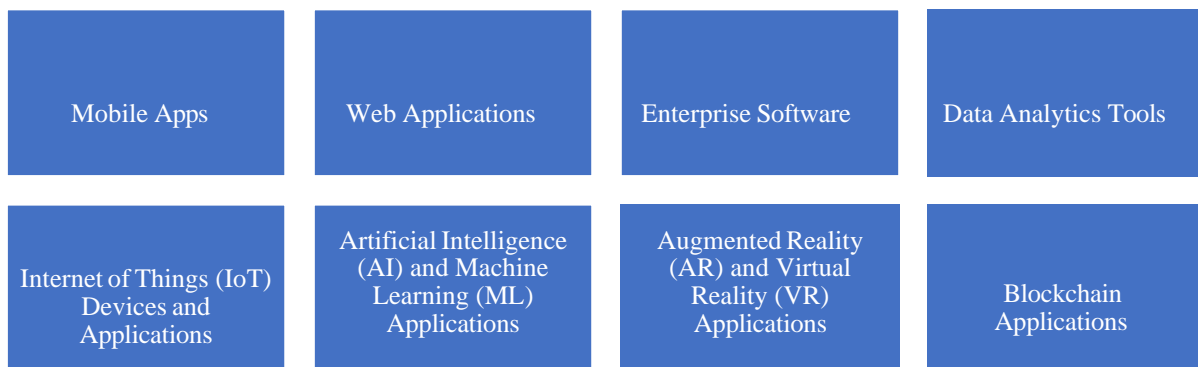 Mobile Apps
Web Applications
Enterprise Software
Data Analytics Tools
Internet of Things (IoT)
Devices and
Applications
Artificial Intelligence
(AI) and Machine
Learning (ML)
Applications
Augmented Reality
(AR) and Virtual
Reality (VR)
Applications
Blockchain
Applications